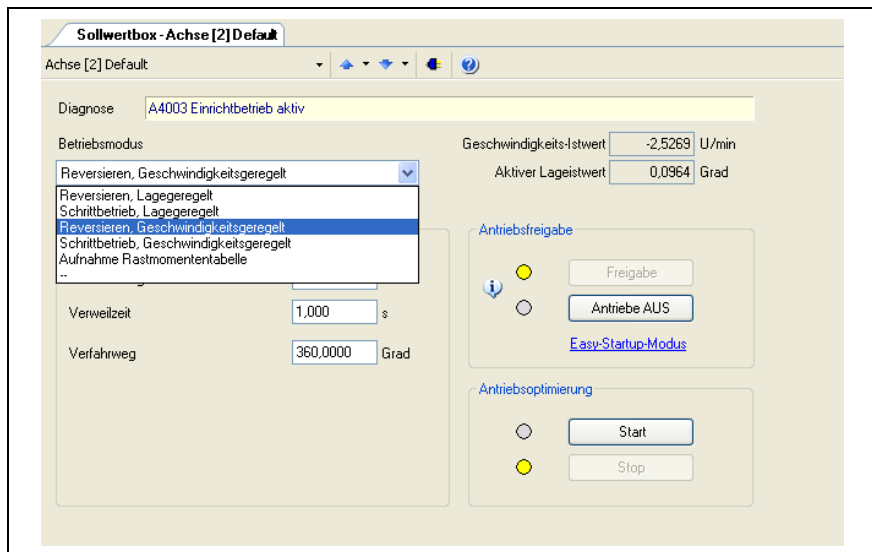 Sollwertbox - Achse [2] Default
Achse [2] Default
Diagnose A4003 Einrichtbetrieb aktiv
Betriebsmodus
Geschwindigkeits-Istwert -2,5269 U/min
Reversieren, Geschwindigkeitsgeregelt
Aktiver Lageistwert 0,0964 Grad
Reversieren, Lagegeregelt
Schrittbetrieb, Lagegeregelt
Reversieren, Geschwindigkeitsgeregelt
Schrittbetrieb, Geschwindigkeitsgeregelt
Aufnahme Rastmomententabelle
--
Verweilzeit 1,000 s
Verfahrweg 360,0000 Grad
Antriebsfreigabe
Freigabe
Antriebe AUS
Easy-Startup-Modus
Antriebsoptimierung
Start
Stop